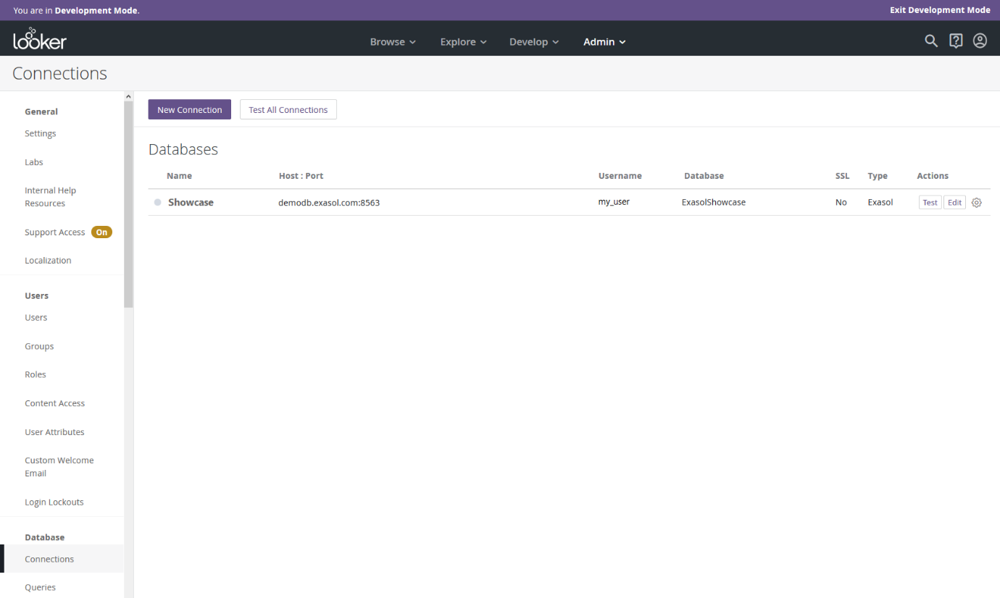 You are in Development Mode.
Exit Development Mode
looker
Browse
Explore
Develop
Admin
Connections
General
Settings
Labs
Internal Help
Resources
Support Access On
Localization
Users
Users
Groups
Roles
Content Access
User Attributes
Custom Welcome
Email
Login Lockouts
Database
Connections
Queries
New Connection
Test All Connections
Databases
Name Host : Port Username Database SSL Type Actions
Showcase demodb.exasol.com:8563 my_user ExasolShowcase No Exasol Test Edit